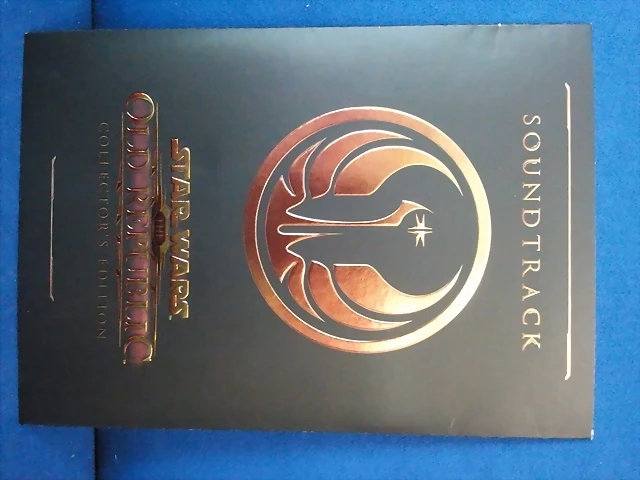 SOUNDTRACK
STAR WARS
THE
OLD REPUBLIC
COLLECTOR'S EDITION